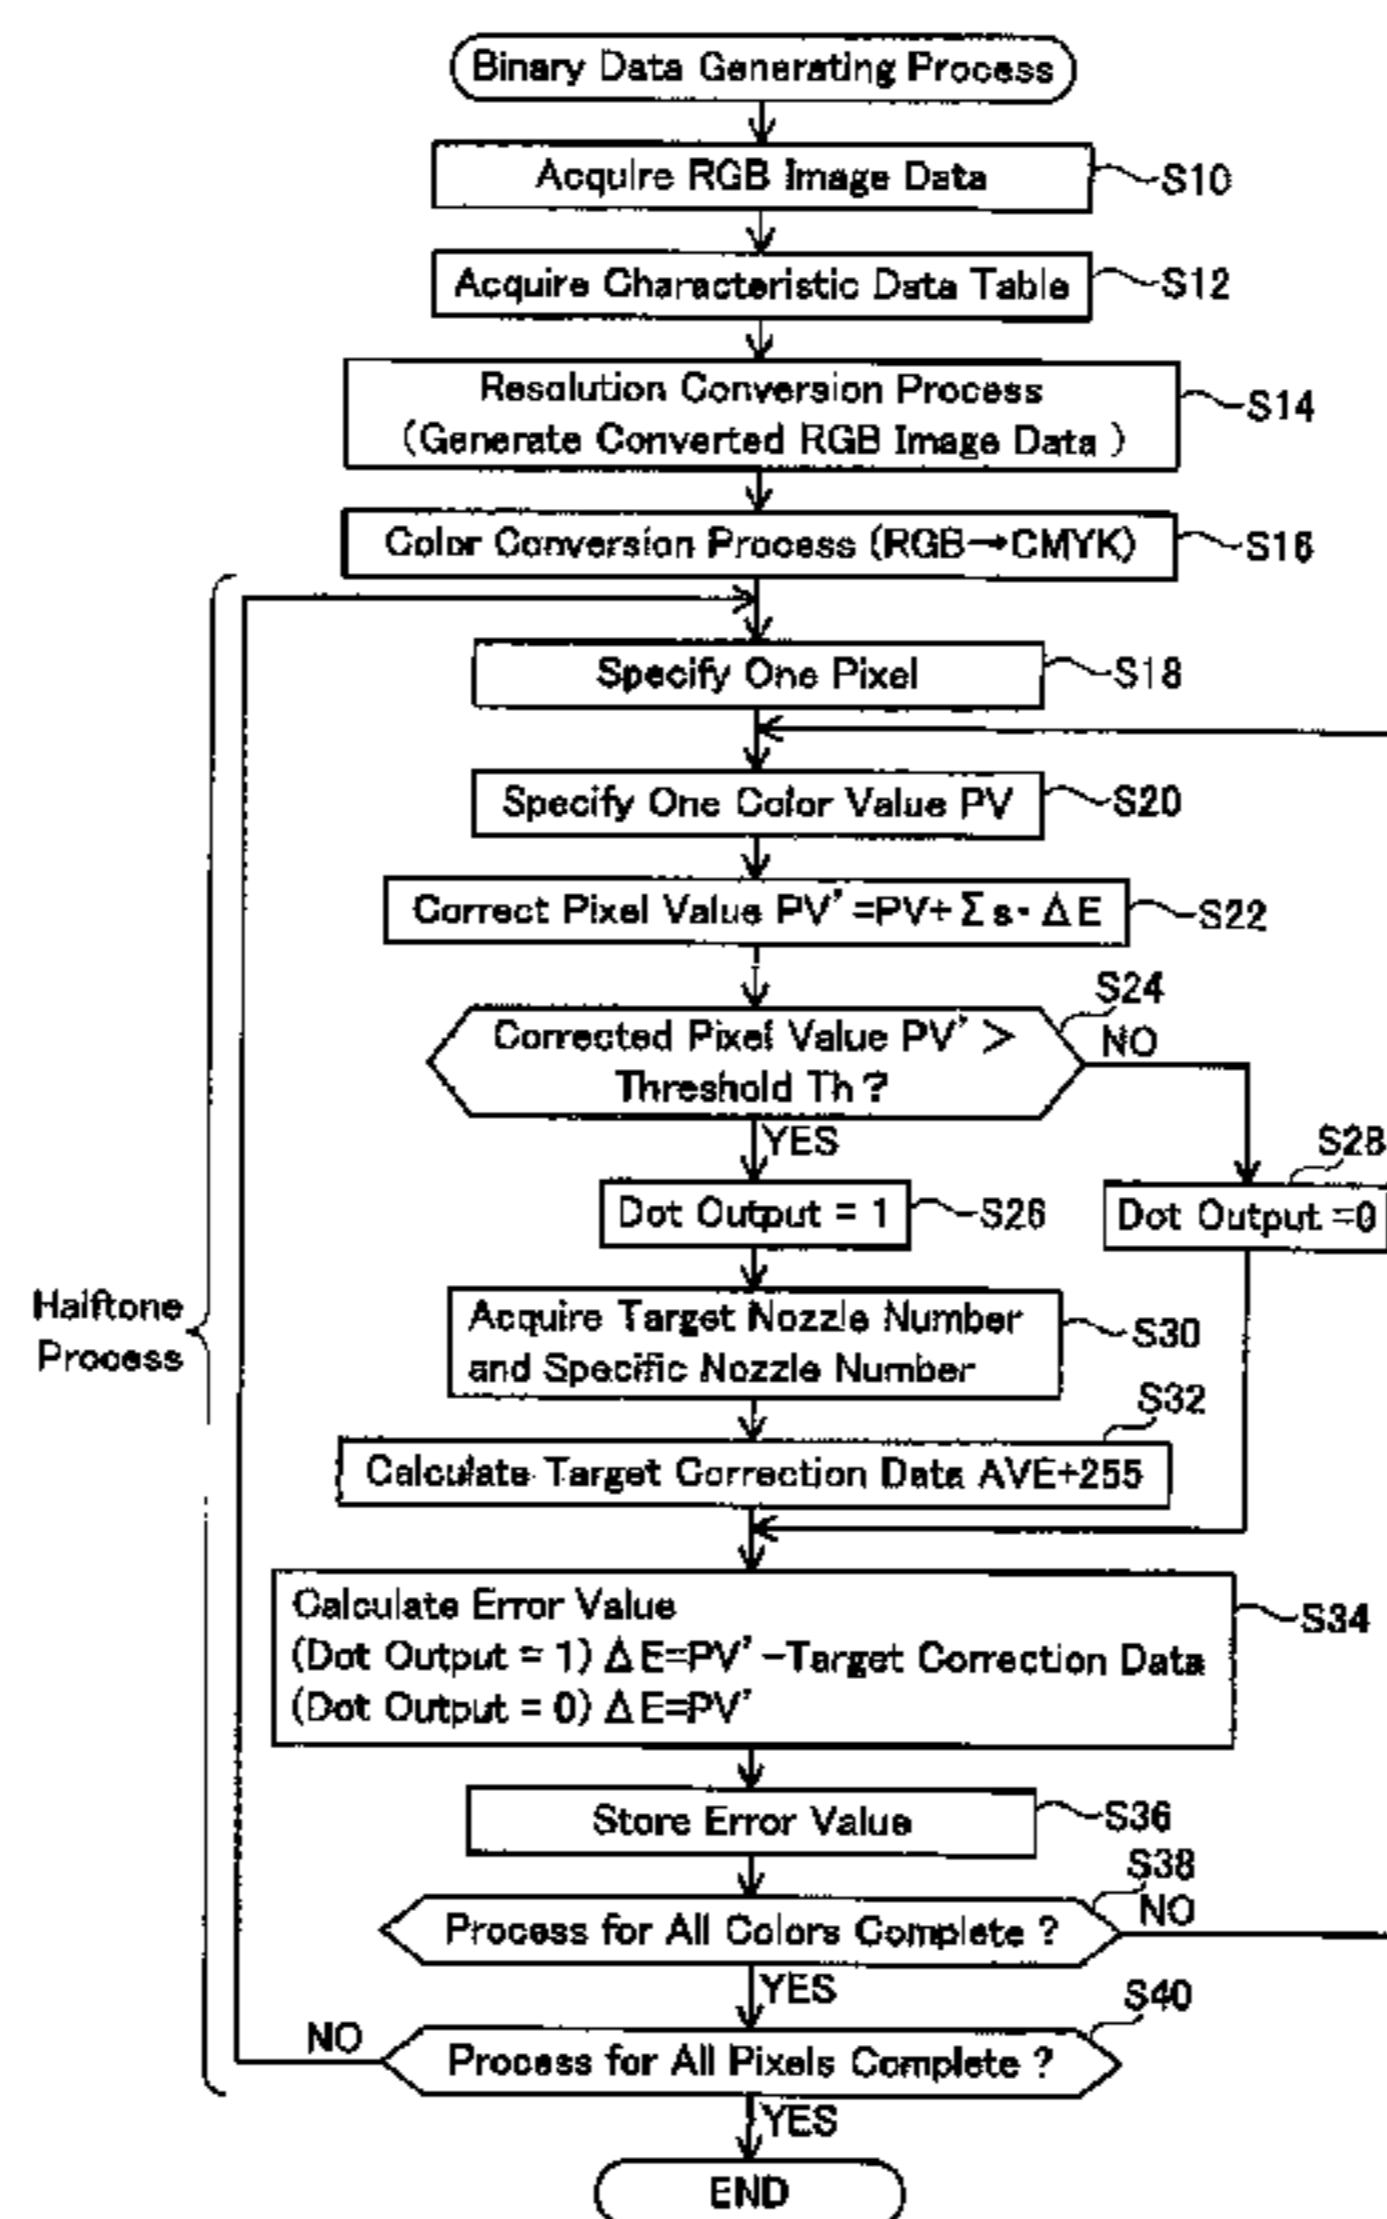 Binary Data Generating Process
Acquire RGB Image Data
S10
Acquire Characteristic Data Table
S12
Resolution Conversion Process
(Generate Converted RGB Image Data )
S14
Color Conversion Process (RGB→CMYK)
S16
Specify One Pixel
S18
Specify One Color Value PV
S20
Correct Pixel Value PV'=PV+Σs・ΔE
S22
S24
Corrected Pixel Value PV' >
Threshold Th ?
NO
YES
S28
Dot Output = 1
S26
Dot Output =0
Halftone
Process
Acquire Target Nozzle Number
and Specific Nozzle Number
S30
S32
Calculate Target Correction Data AVE+255
Calculate Error Value
(Dot Output = 1) ΔE=PV' -Target Correction Data
(Dot Output = 0) ΔE=PV'
S34
Store Error Value
S36
S38
Process for All Colors Complete ?
NO
YES
S40
NO
Process for All Pixels Complete ?
YES
END